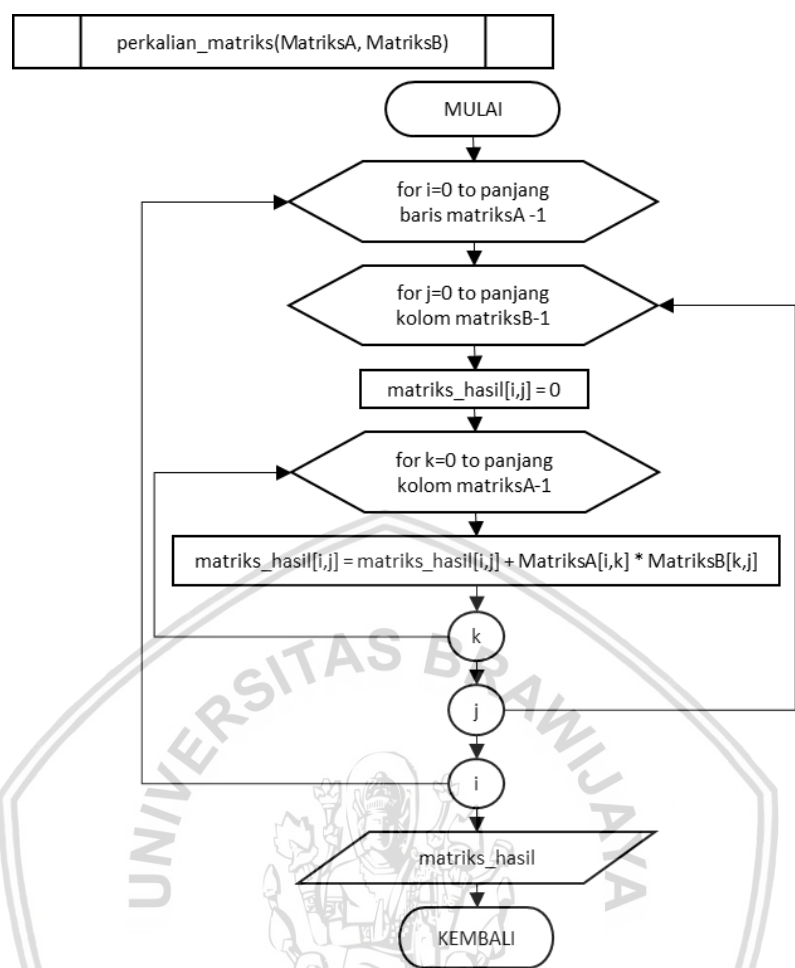 perkalian_matriks(MatriksA, MatriksB)
MULAI
for i=0 to panjang
baris matriksA -1
for j=0 to panjang
kolom matriksB-1
matriks_hasil[i,j] = 0
for k=0 to panjang
kolom matriksA-1
matriks_hasil[i,j] = matriks_hasil[i,j] + MatriksA[i,k] * MatriksB[k,j]
k
j
i
matriks_hasil
KEMBALI
UNIVERSITAS BRAWIJAYA